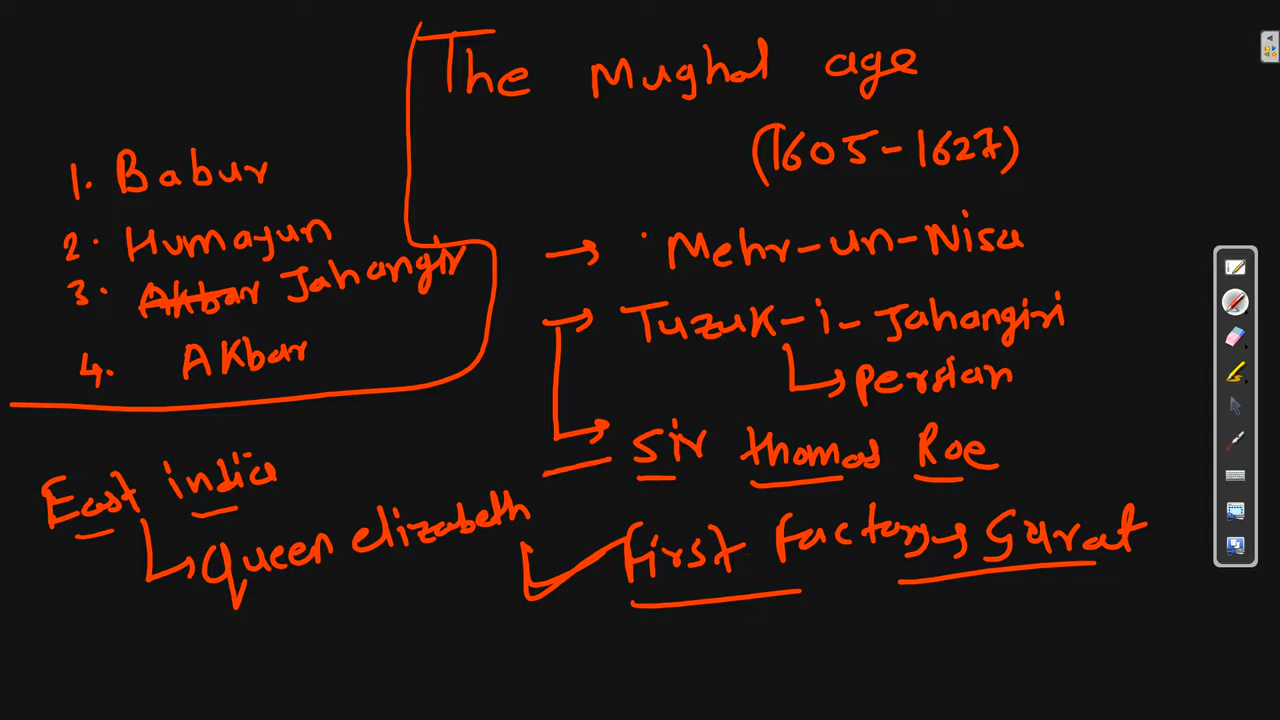 The Mughal age
(1605-1627)
1. Babur
2. Humayun
3. Akbar Jahangir
4. Akbar
→ Mehr-un-Nisa
→ Tuzuk-i-Jahangiri
↳ persian
→ Sir thomas Roe
East india
↳ Queen elizabeth
first factory → Surat